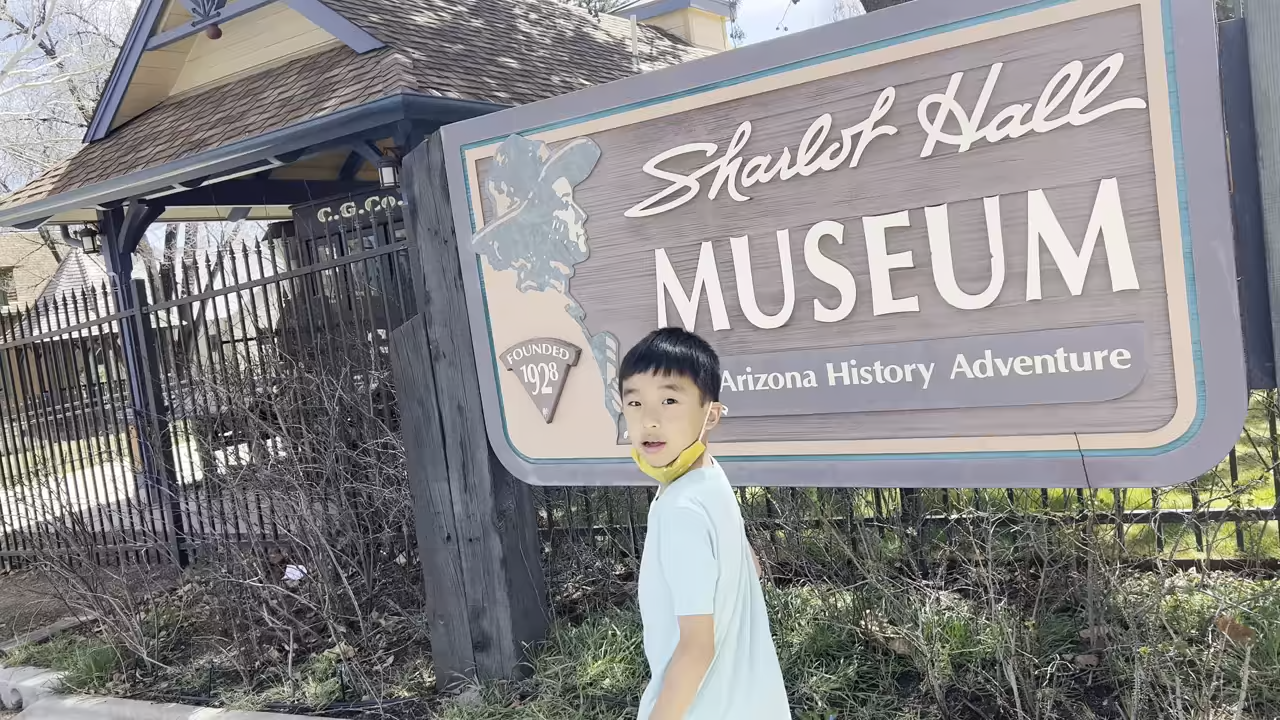 C.G.Co.
Sharlot Hall
MUSEUM
Arizona History Adventure
FOUNDED
1928